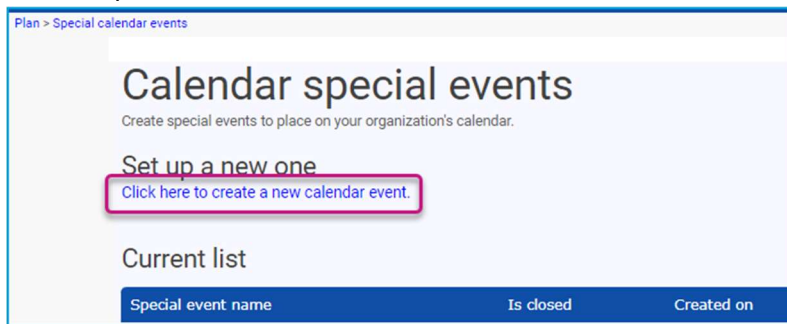 Plan > Special calendar events
Calendar special events
Create special events to place on your organization's calendar.
Set up a new one
Click here to create a new calendar event.
Current list
Special event name Is closed Created on